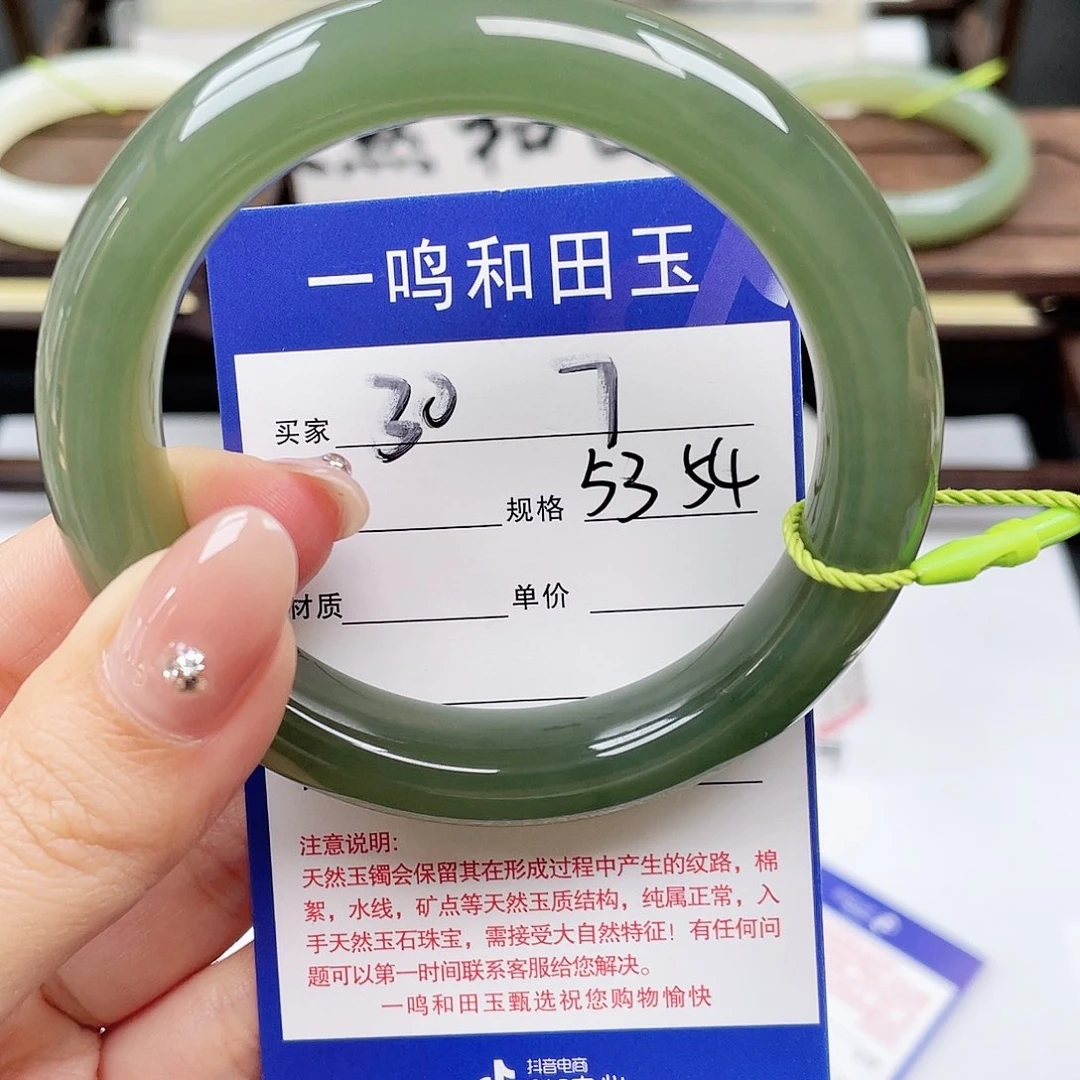 一鸣和田玉
买家 30 7
规格 53 54
材质 单价
注意说明:
天然玉镯会保留其在形成过程中产生的纹路，棉
絮，水线，矿点等天然玉质结构，纯属正常，入
手天然玉石珠宝，需接受大自然特征！有任何问
题可以第一时间联系客服给您解决。
一鸣和田玉甄选祝您购物愉快
抖音电商